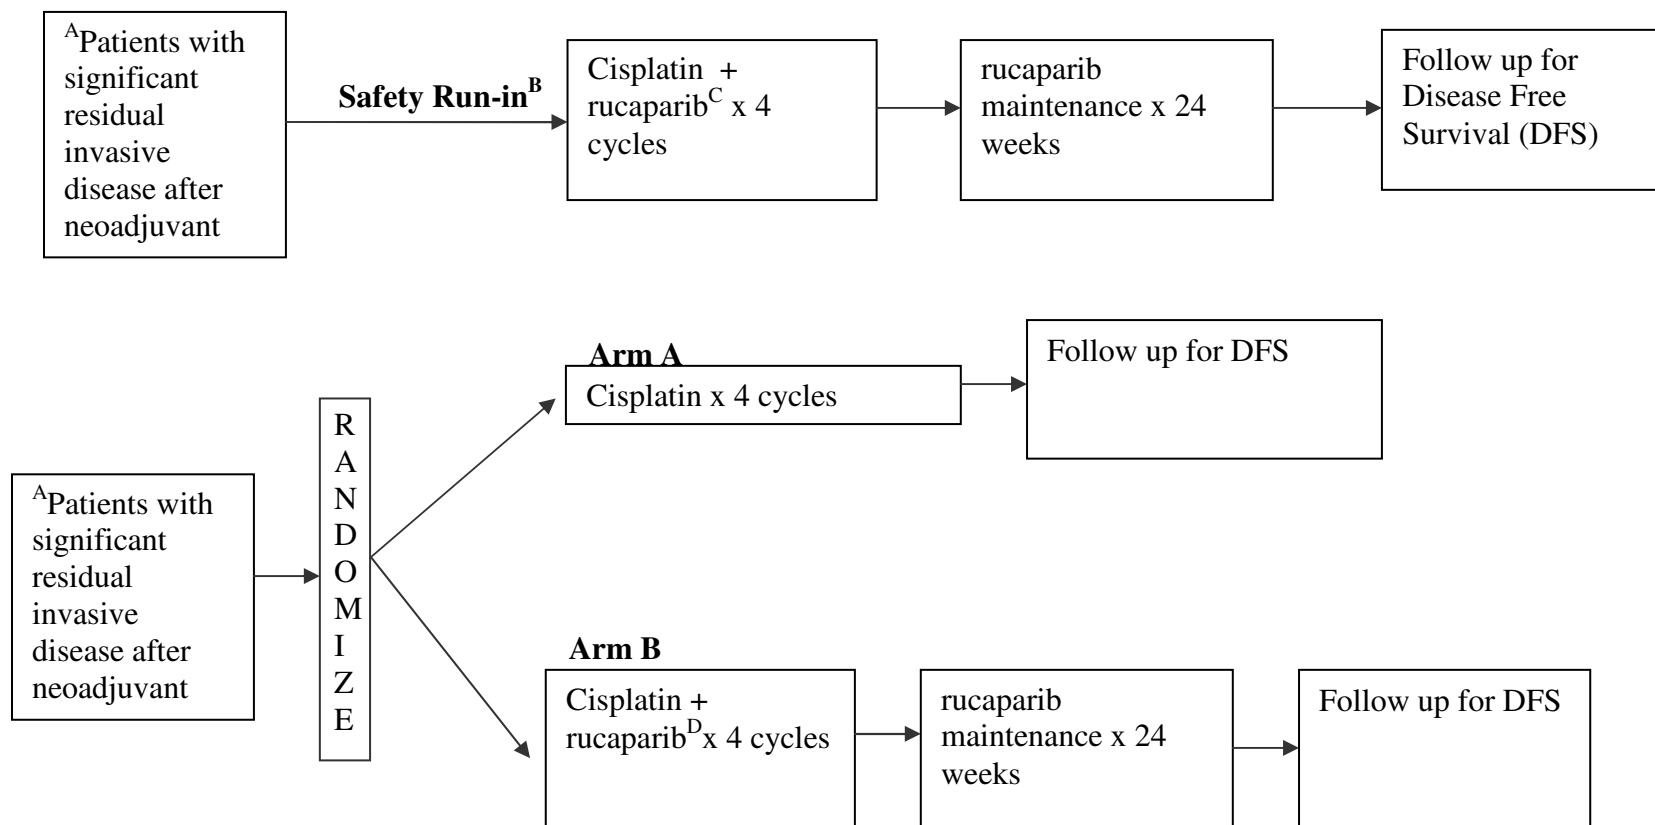 APatients with
significant
residual
invasive
disease after
neoadjuvant
Safety Run-inB
Cisplatin +
rucaparibC x 4
cycles
rucaparib
maintenance x 24
weeks
Follow up for
Disease Free
Survival (DFS)
APatients with
significant
residual
invasive
disease after
neoadjuvant
R
A
N
D
O
M
I
Z
E
Arm A
Cisplatin x 4 cycles
Follow up for DFS
Arm B
Cisplatin +
rucaparibDx 4 cycles
rucaparib
maintenance x 24
weeks
Follow up for DFS